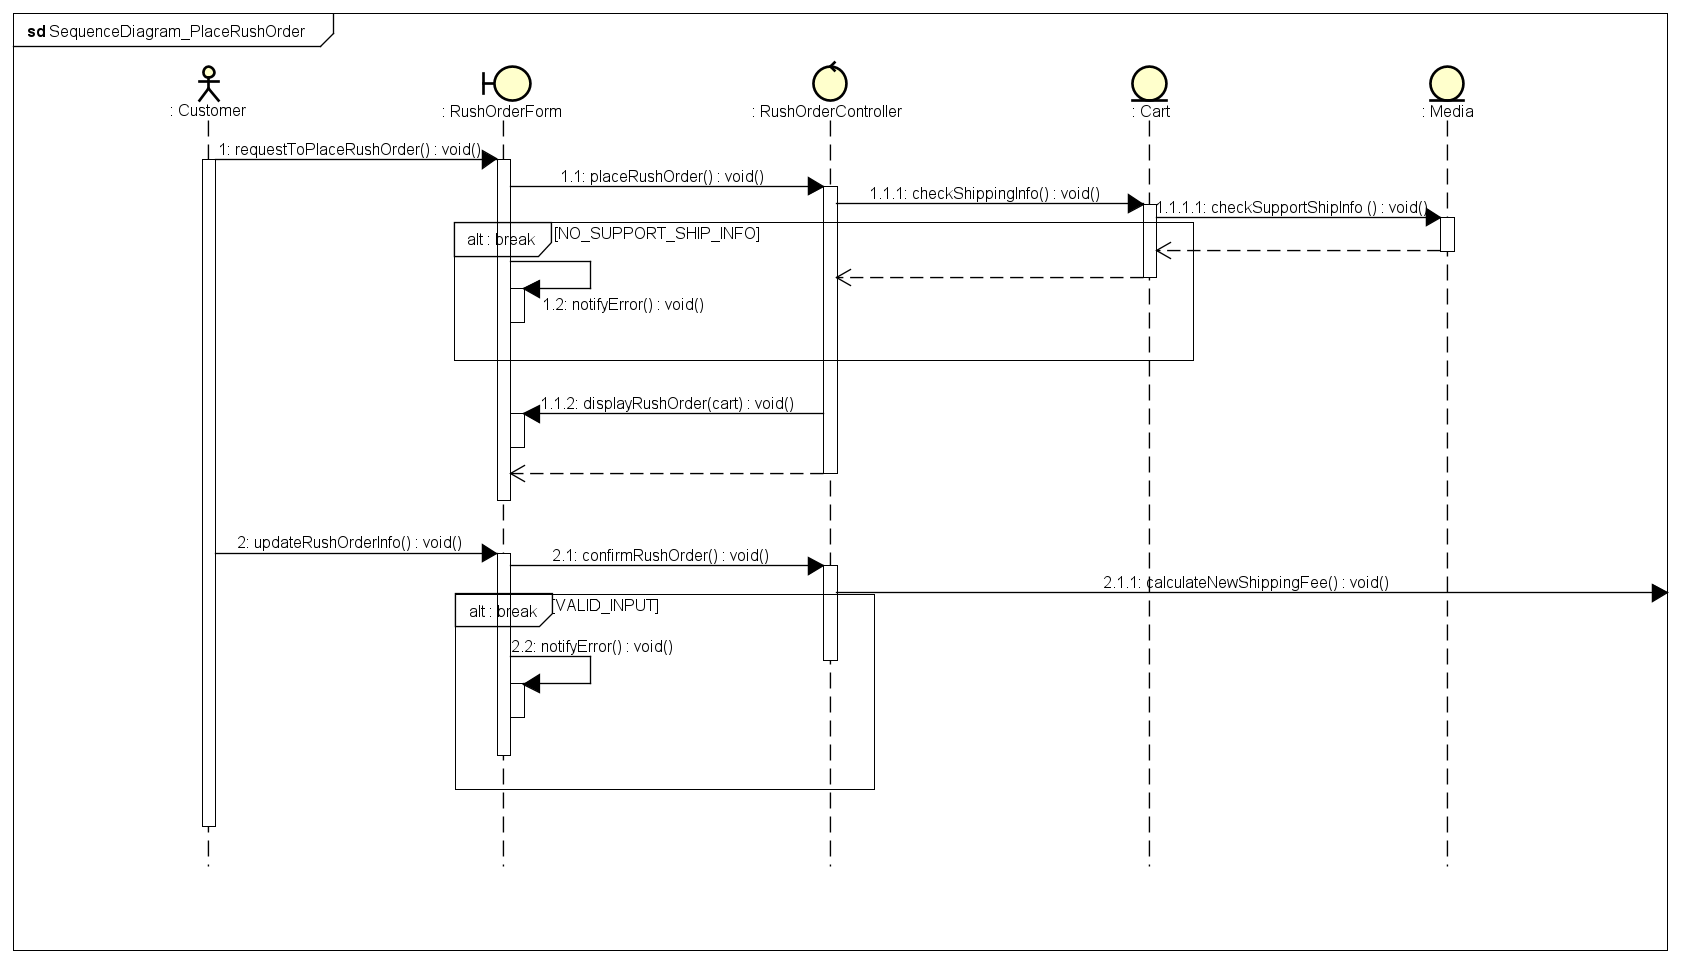 sd SequenceDiagram_PlaceRushOrder
: Customer
: RushOrderForm
: RushOrderController
: Cart
: Media
1: requestToPlaceRushOrder() : void()
1.1: placeRushOrder() : void()
1.1.1: checkShippingInfo() : void()
1.1.1.1: checkSupportShipInfo () : void()
alt : break
[NO_SUPPORT_SHIP_INFO]
1.2: notifyError() : void()
1.1.2: displayRushOrder(cart) : void()
2: updateRushOrderInfo() : void()
2.1: confirmRushOrder() : void()
2.1.1: calculateNewShippingFee() : void()
alt : break
[VALID_INPUT]
2.2: notifyError() : void()